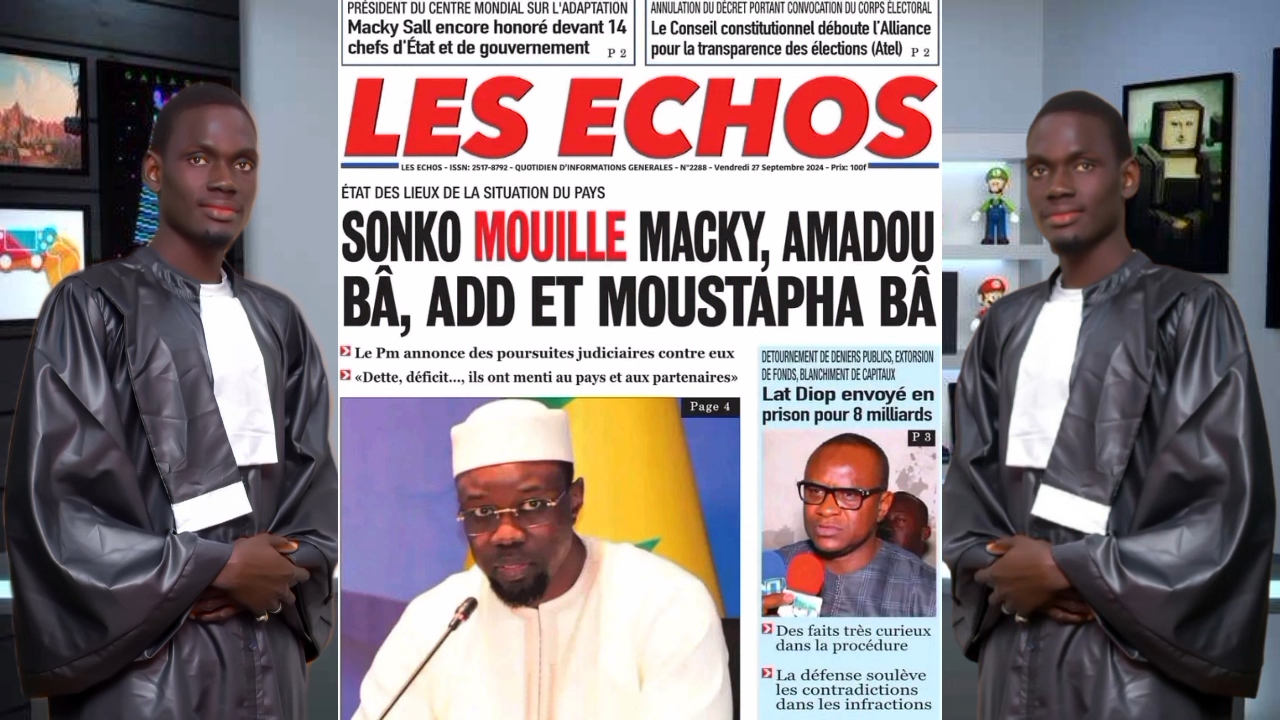 PRÉSIDENT DU CENTRE MONDIAL SUR L'ADAPTATION
Macky Sall encore honoré devant 14
chefs d'État et de gouvernement P 2
ANNULATION DU DÉCRET PORTANT CONVOCATION DU CORPS ÉLECTORAL
Le Conseil constitutionnel déboute l'Alliance
pour la transparence des élections (Atel) P 2
LES ECHOS
LES ECHOS - ISSN: 2517-8792 - QUOTIDIEN D'INFORMATIONS GENERALES - N°2288 - Vendredi 27 Septembre 2024 - Prix: 100f
ÉTAT DES LIEUX DE LA SITUATION DU PAYS
SONKO MOUILLE MACKY, AMADOU
BÂ, ADD ET MOUSTAPHA BÂ
Le Pm annonce des poursuites judiciaires contre eux
«Dette, déficit..., ils ont menti au pays et aux partenaires»
Page 4
DETOURNEMENT DE DENIERS PUBLICS, EXTORSION
DE FONDS, BLANCHIMENT DE CAPITAUX
Lat Diop envoyé en
prison pour 8 milliards
P 3
Des faits très curieux
dans la procédure
La défense soulève
les contradictions
dans les infractions